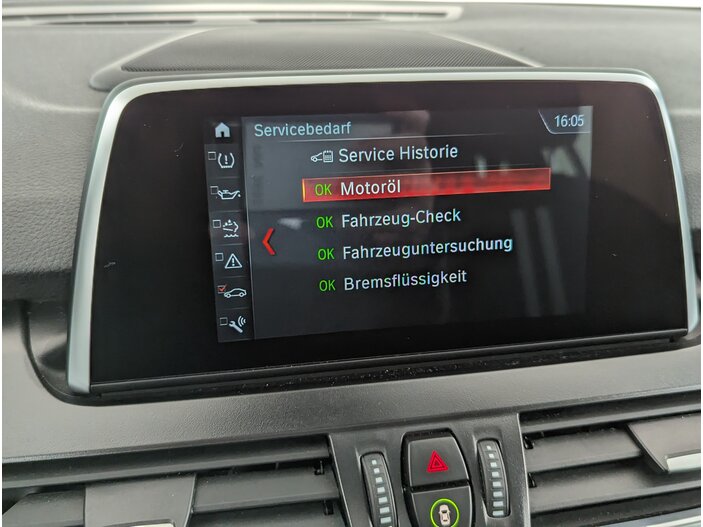 Servicebedarf
16:05
Service Historie
OK Motoröl
OK Fahrzeug-Check
OK Fahrzeuguntersuchung
OK Bremsflüssigkeit